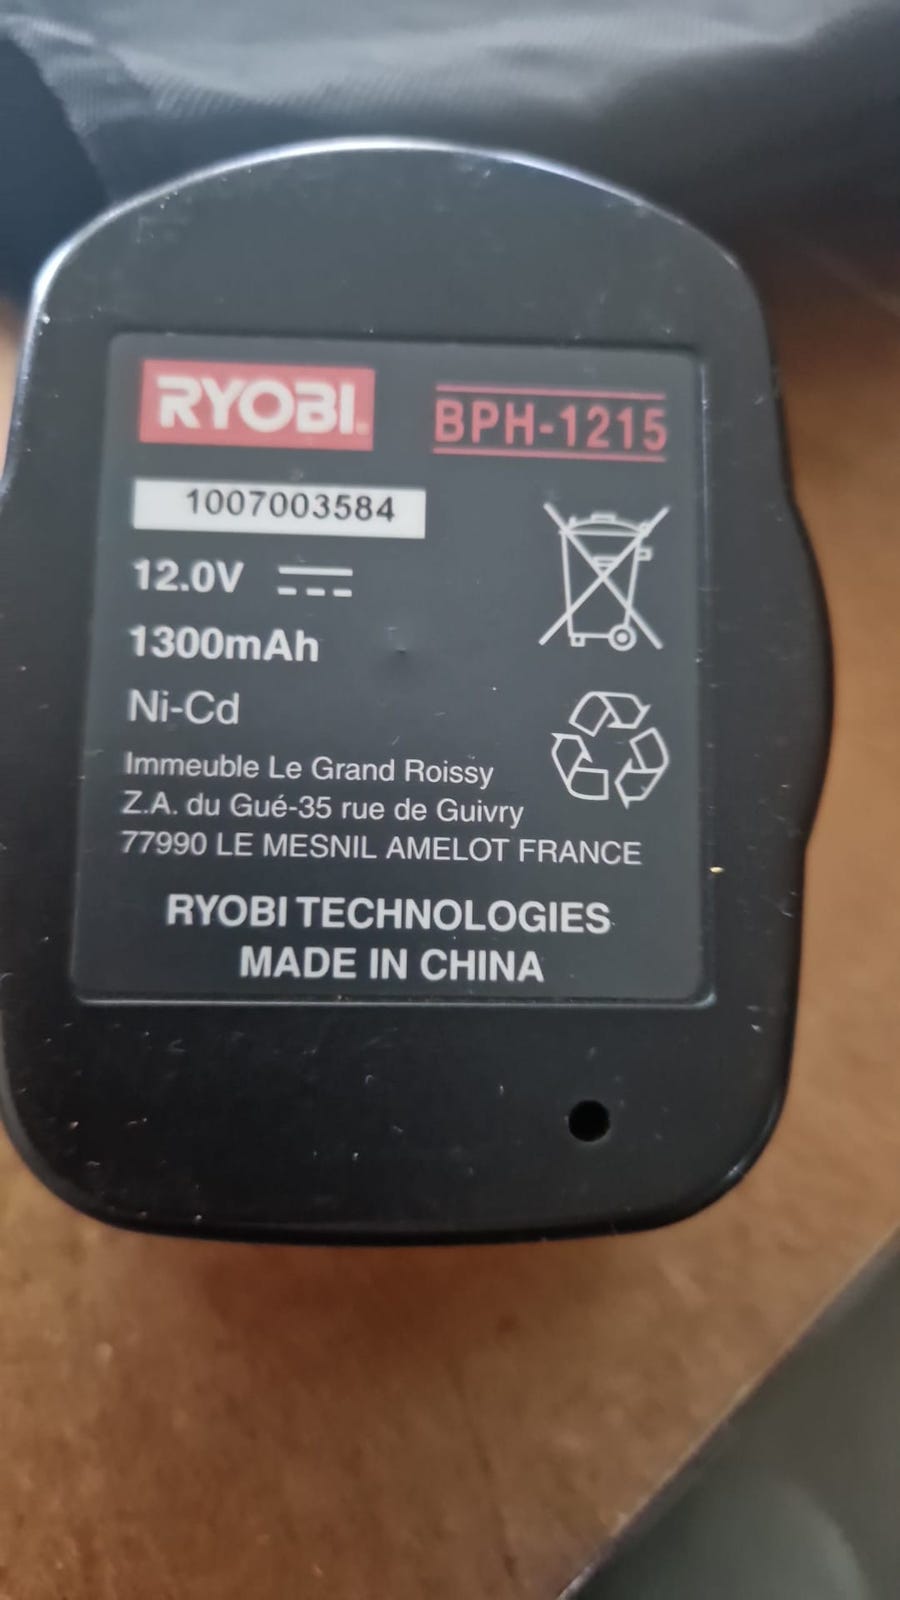 RYOBI
BPH-1215
1007003584
12.0V
1300mAh
Ni-Cd
Immeuble Le Grand Roissy
Z.A. du Gué-35 rue de Guivry
77990 LE MESNIL AMELOT FRANCE
RYOBI TECHNOLOGIES
MADE IN CHINA